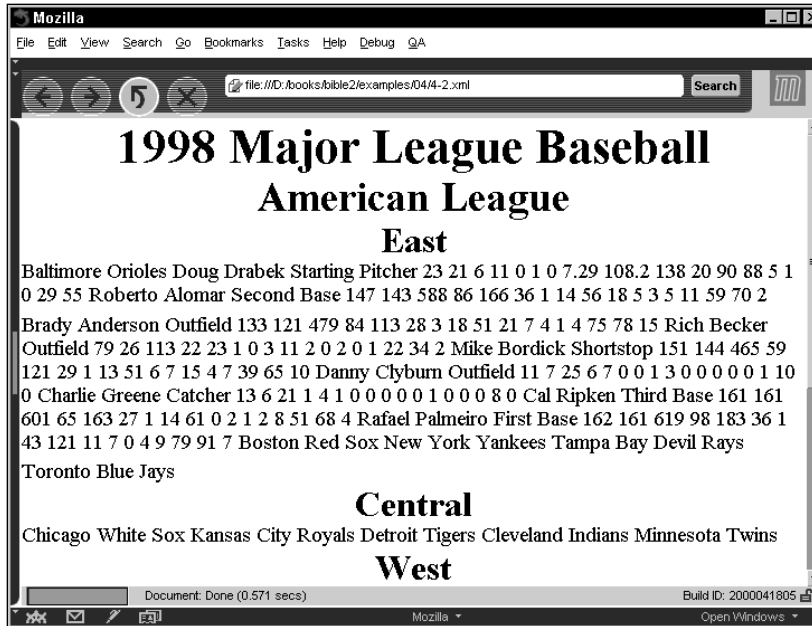 Mozilla
File Edit View Search Go Bookmarks Tasks Help Debug QA
file:///D:/books/bible2/examples/04/4-2.xml Search
1998 Major League Baseball
American League
East
Baltimore Orioles Doug Drabek Starting Pitcher 23 21 6 11 0 1 0 7.29 108.2 138 20 90 88 5 1
0 29 55 Roberto Alomar Second Base 147 143 588 86 166 36 1 14 56 18 5 3 5 11 59 70 2
Brady Anderson Outfield 133 121 479 84 113 28 3 18 51 21 7 4 1 4 75 78 15 Rich Becker
Outfield 79 26 113 22 23 1 0 3 11 2 0 2 0 1 22 34 2 Mike Bordick Shortstop 151 144 465 59
121 29 1 13 51 6 7 15 4 7 39 65 10 Danny Clyburn Outfield 11 7 25 6 7 0 0 1 3 0 0 0 0 0 1 10
0 Charlie Greene Catcher 13 6 21 1 4 1 0 0 0 0 0 1 0 0 0 8 0 Cal Ripken Third Base 161 161
601 65 163 27 1 14 61 0 2 1 2 8 51 68 4 Rafael Palmeiro First Base 162 161 619 98 183 36 1
43 121 11 7 0 4 9 79 91 7 Boston Red Sox New York Yankees Tampa Bay Devil Rays
Toronto Blue Jays
Central
Chicago White Sox Kansas City Royals Detroit Tigers Cleveland Indians Minnesota Twins
West
Document: Done (0.571 secs) Build ID: 2000041805
Mozilla Open Windows